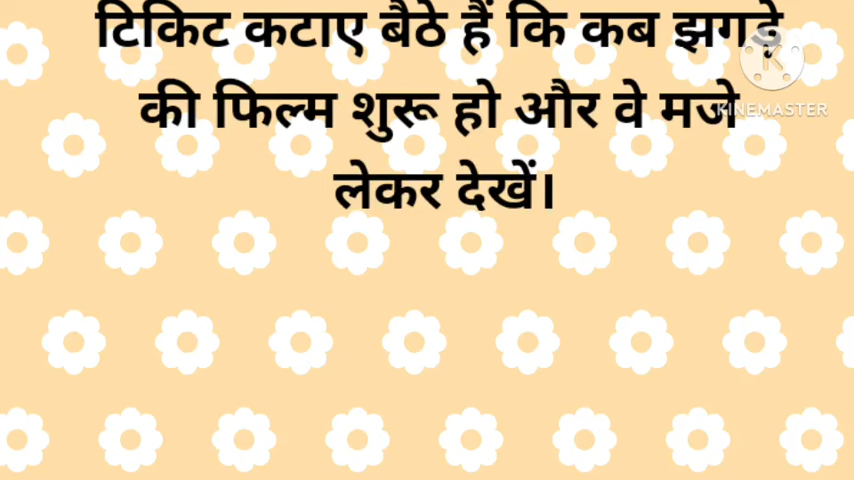 टिकिट कटाए बैठे हैं कि कब झगड़े
की फिल्म शुरू हो और वे मजे
लेकर देखें।
KINEMASTER